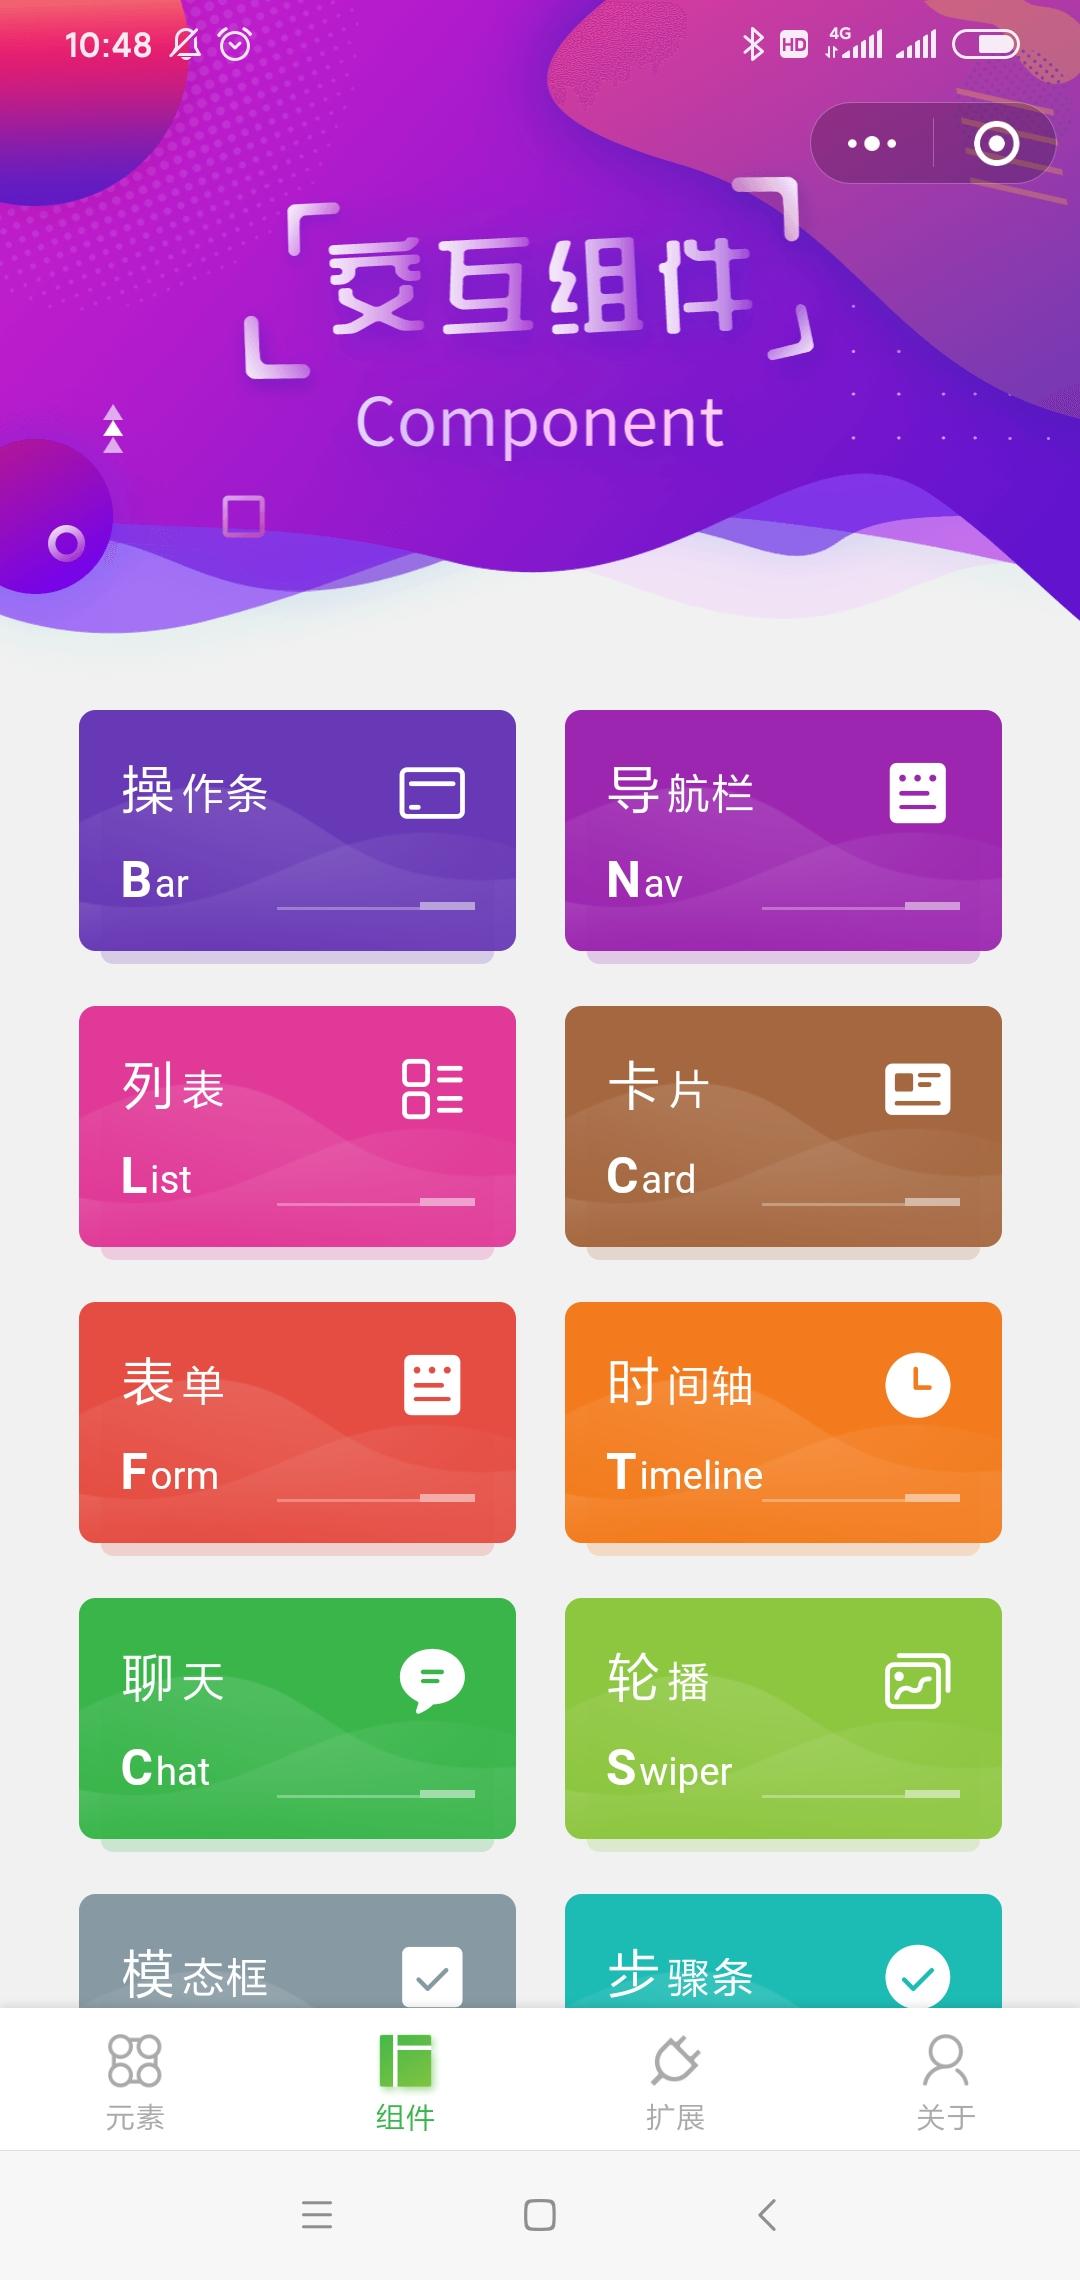 10:48
HD
4G
交互组件
Component
操作条
导航栏
Bar
Nav
列表
卡片
List
Card
表单
时间轴
Form
Timeline
聊天
轮播
Chat
Swiper
模态框
步骤条
元素
组件
扩展
关于